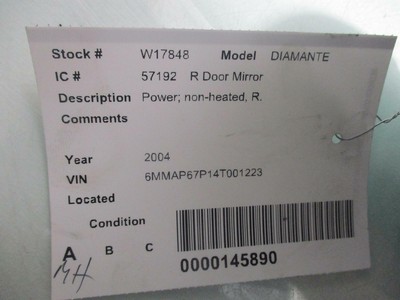 Stock # W17848 Model DIAMANTE
IC # 57192 R Door Mirror
Description Power; non-heated, R.
Comments
Year 2004
VIN 6MMAP67P14T001223
Located
Condition
A B C
MH
0000145890